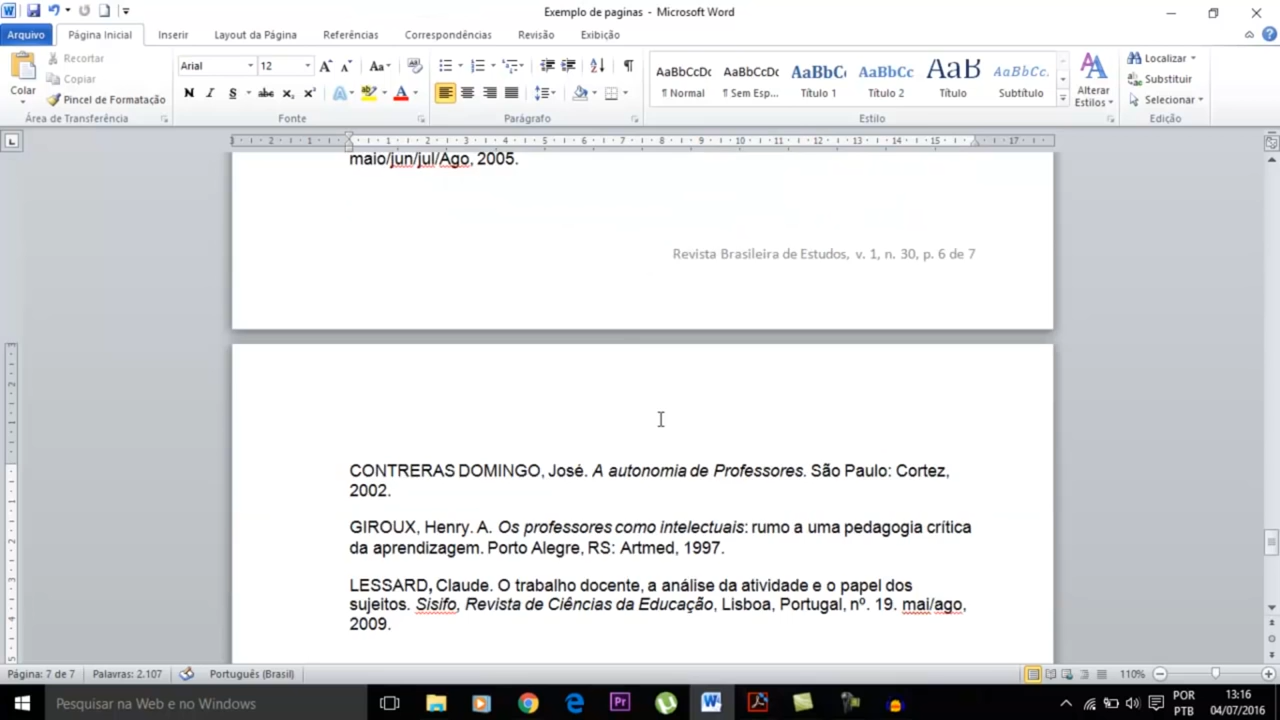 Exemplo de paginas - Microsoft Word
Arquivo Página Inicial Inserir Layout da Página Referências Correspondências Revisão Exibição
Colar
Recortar
Copiar
Pincel de Formatação
Área de Transferência
Arial 12
Fonte
Parágrafo
AaBbCcDc AaBbCcDc AaBbC AaBbCc AaB AaBbCc.
¶ Normal ¶ Sem Esp... Título 1 Título 2 Título Subtítulo
Alterar
Estilos
Estilo
Localizar
Substituir
Selecionar
Edição
maio/jun/jul/Ago, 2005.
Revista Brasileira de Estudos, v. 1, n. 30, p. 6 de 7
CONTRERAS DOMINGO, José. A autonomia de Professores. São Paulo: Cortez,
2002.
GIROUX, Henry. A. Os professores como intelectuais: rumo a uma pedagogia crítica
da aprendizagem. Porto Alegre, RS: Artmed, 1997.
LESSARD, Claude. O trabalho docente, a análise da atividade e o papel dos
sujeitos. Sisifo, Revista de Ciências da Educação, Lisboa, Portugal, nº. 19. mai/ago,
2009.
Página: 7 de 7 Palavras: 2.107 Português (Brasil) 110%
Pesquisar na Web e no Windows
POR
PTB
13:16
04/07/2016